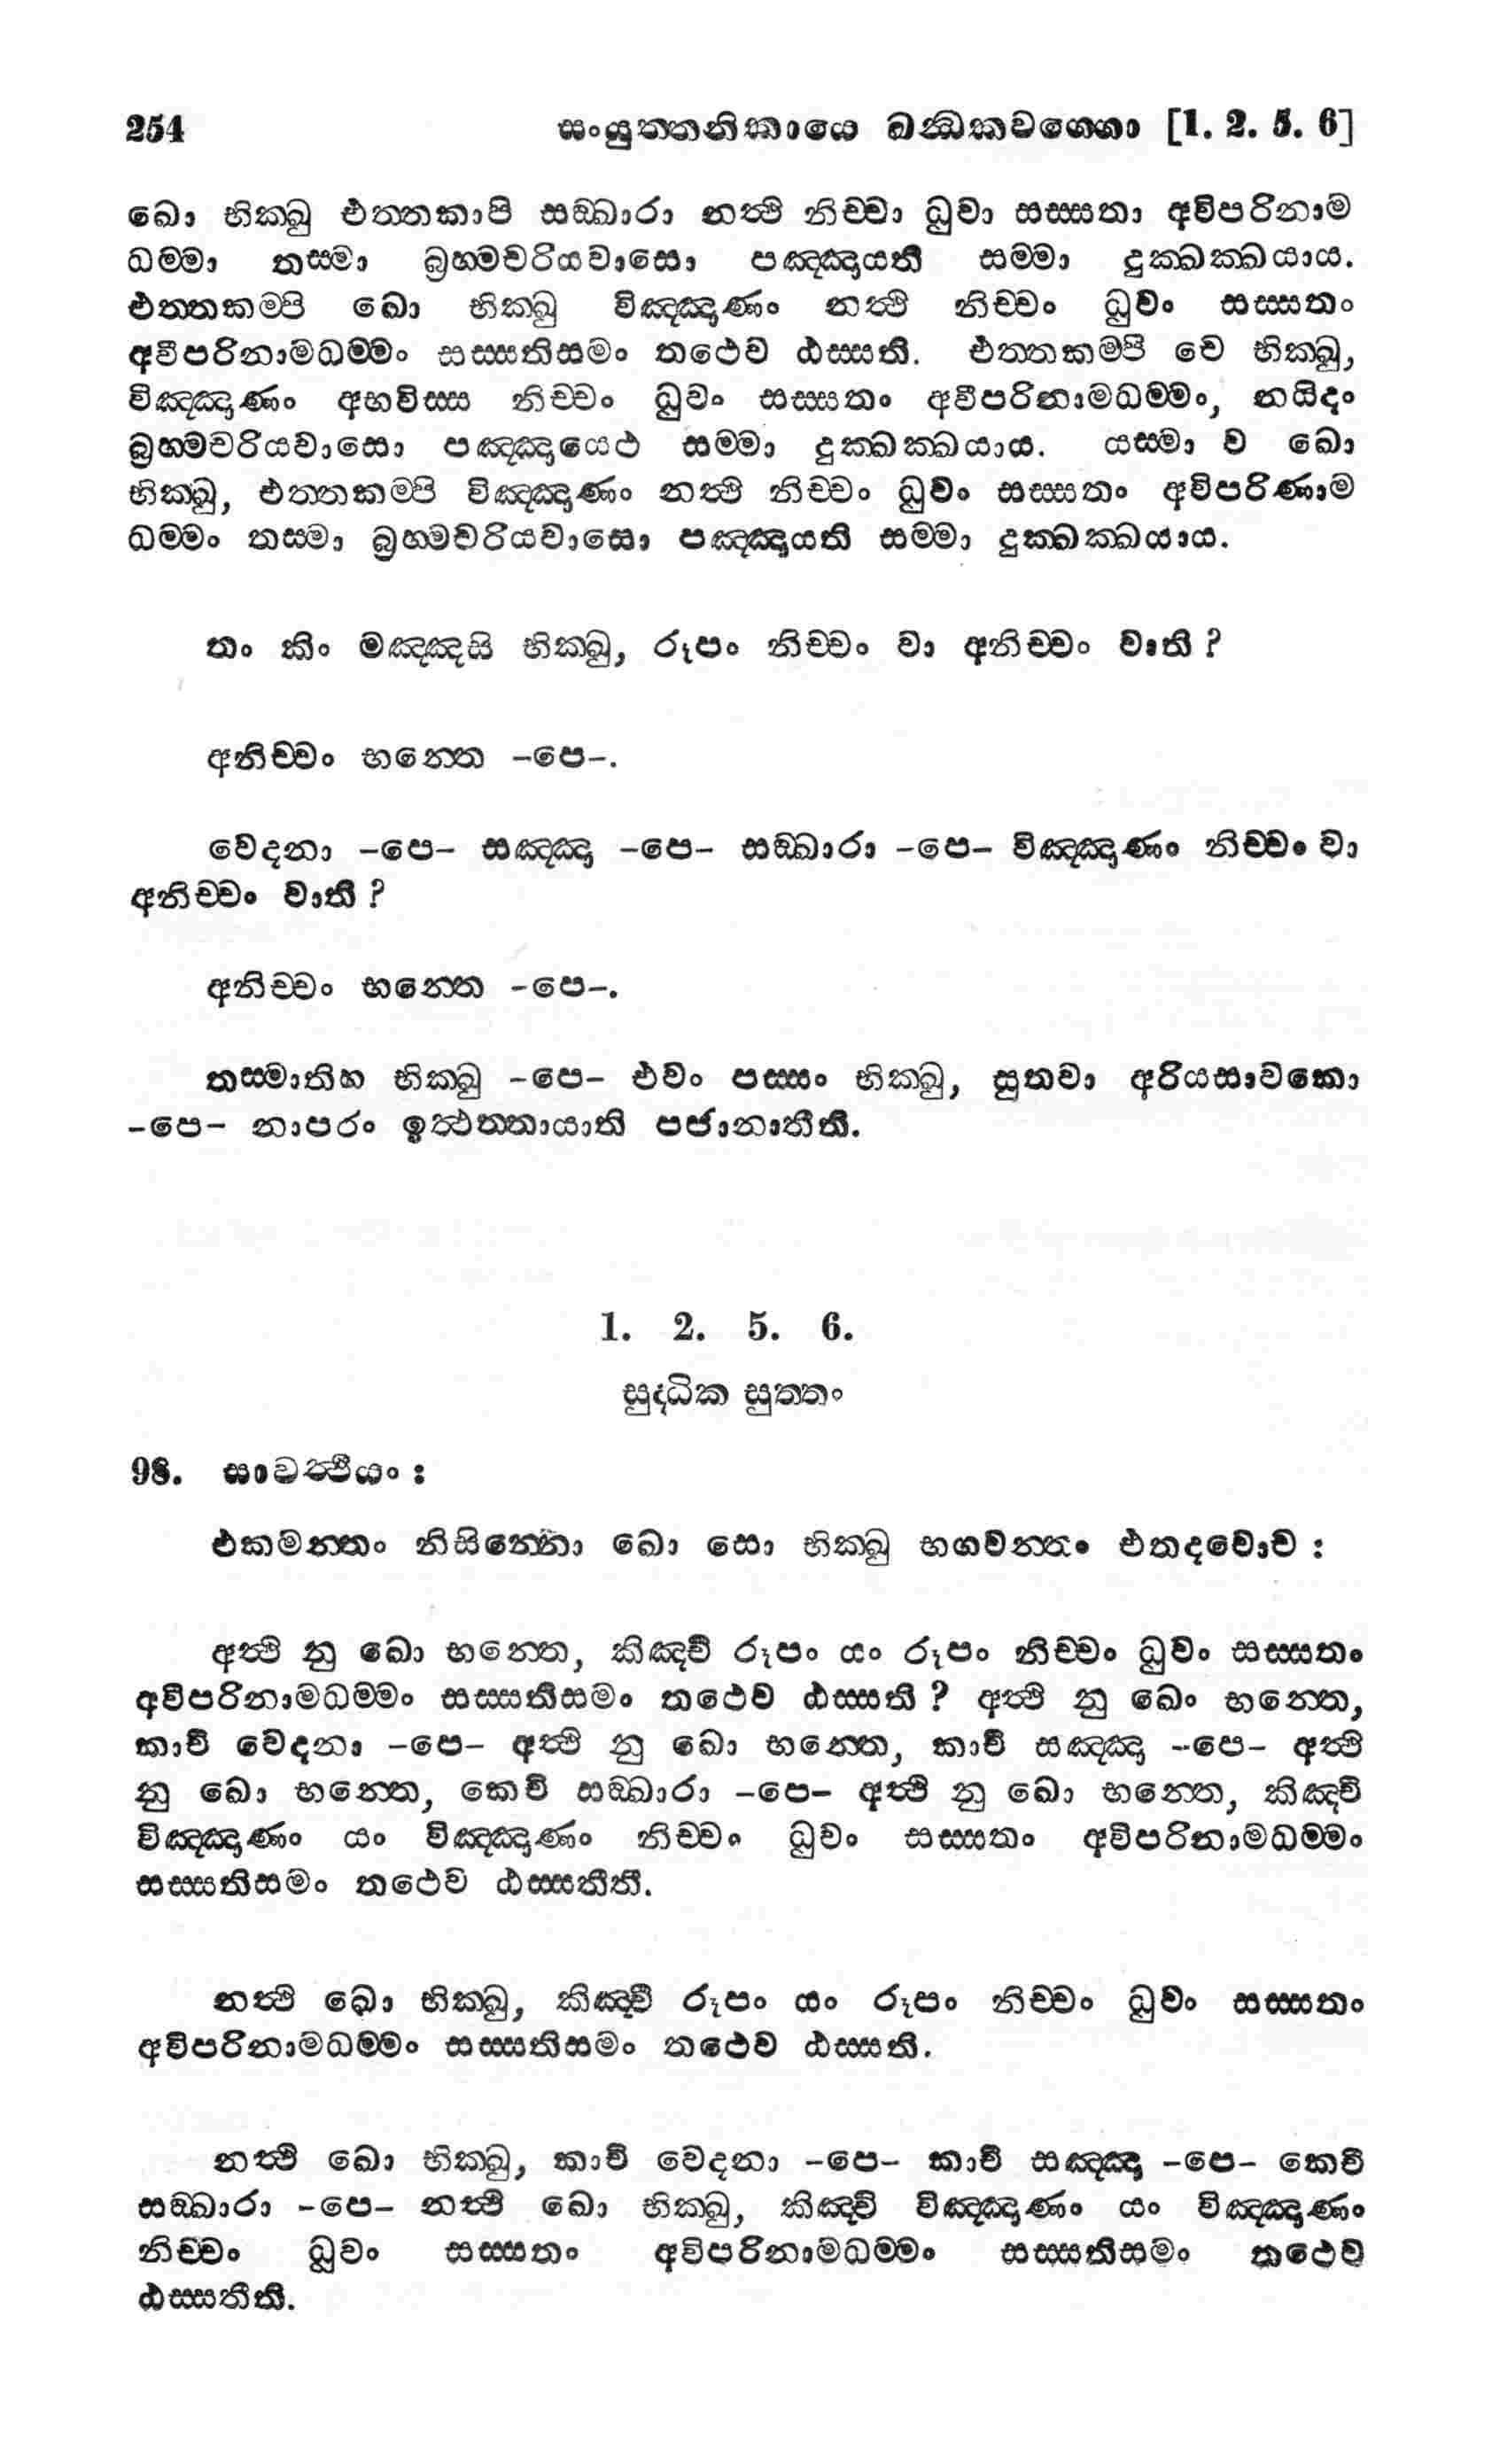 254 සංයුත්තනිකායෙ ඛන්ධකවග්ගො [1. 2. 5. 6]
ඛො භික්ඛු එත්තකාපි සඞ්ඛාරා නත්ථි නිච්චා ධුවා සස්සතා අවිපරිනාම
ධම්මා තස්මා බ්‍රහ්මචරියවාසො පඤ්ඤායති සම්මා දුක්ඛක්ඛයාය.
එත්තකම්පි ඛො භික්ඛු විඤ්ඤාණං නත්ථි නිච්චං ධුවං සස්සතං
අවිපරිනාමධම්මං සස්සතිසමං තථෙව ඨස්සති. එත්තකම්පි චෙ භික්ඛු,
විඤ්ඤාණං අභවිස්ස නිච්චං ධුවං සස්සතං අවිපරිනාමධම්මං, නයිදං
බ්‍රහ්මචරියවාසො පඤ්ඤායෙථ සම්මා දුක්ඛක්ඛයාය. යස්මා ච ඛො
භික්ඛු, එත්තකම්පි විඤ්ඤාණං නත්ථි නිච්චං ධුවං සස්සතං අවිපරිණාම
ධම්මං තස්මා බ්‍රහ්මචරියවාසො පඤ්ඤායති සම්මා දුක්ඛක්ඛයාය.
තං කිං මඤ්ඤසි භික්ඛු, රූපං නිච්චං වා අනිච්චං වාති ?
අනිච්චං භන්තෙ -පෙ-.
වේදනා -පෙ- සඤ්ඤා -පෙ- සඞ්ඛාරා -පෙ- විඤ්ඤාණං නිච්චං වා
අනිච්චං වාති ?
අනිච්චං භන්තෙ -පෙ-.
තස්මාතිහ භික්ඛු -පෙ- එවං පස්සං භික්ඛු, සුතවා අරියසාවකො
-පෙ- නාපරං ඉත්ථත්තායාති පජානාතීති.
1. 2. 5. 6.
සුද්ධික සුත්තං
98. සාවත්ථියං :
එකමන්තං නිසින්නො ඛො සො භික්ඛු භගවන්තං එතදවොච :
අත්ථි නු ඛො භන්තෙ, කිඤ්චි රූපං යං රූපං නිච්චං ධුවං සස්සතං
අවිපරිනාමධම්මං සස්සතිසමං තථෙව ඨස්සති ? අත්ථි නු ඛො භන්තෙ,
කාචි වේදනා -පෙ- අත්ථි නු ඛො භන්තෙ, කාචි සඤ්ඤා -පෙ- අත්ථි
නු ඛො භන්තෙ, කෙචි සඞ්ඛාරා -පෙ- අත්ථි නු ඛො භන්තෙ, කිඤ්චි
විඤ්ඤාණං යං විඤ්ඤාණං නිච්චං ධුවං සස්සතං අවිපරිනාමධම්මං
සස්සතිසමං තථෙව ඨස්සතීති.
නත්ථි ඛො භික්ඛු, කිඤ්චි රූපං යං රූපං නිච්චං ධුවං සස්සතං
අවිපරිනාමධම්මං සස්සතිසමං තථෙව ඨස්සති.
නත්ථි ඛො භික්ඛු, කාචි වේදනා -පෙ- කාචි සඤ්ඤා -පෙ- කෙචි
සඞ්ඛාරා -පෙ- නත්ථි ඛො භික්ඛු, කිඤ්චි විඤ්ඤාණං යං විඤ්ඤාණං
නිච්චං ධුවං සස්සතං අවිපරිනාමධම්මං සස්සතිසමං තථෙව
ඨස්සතීති.